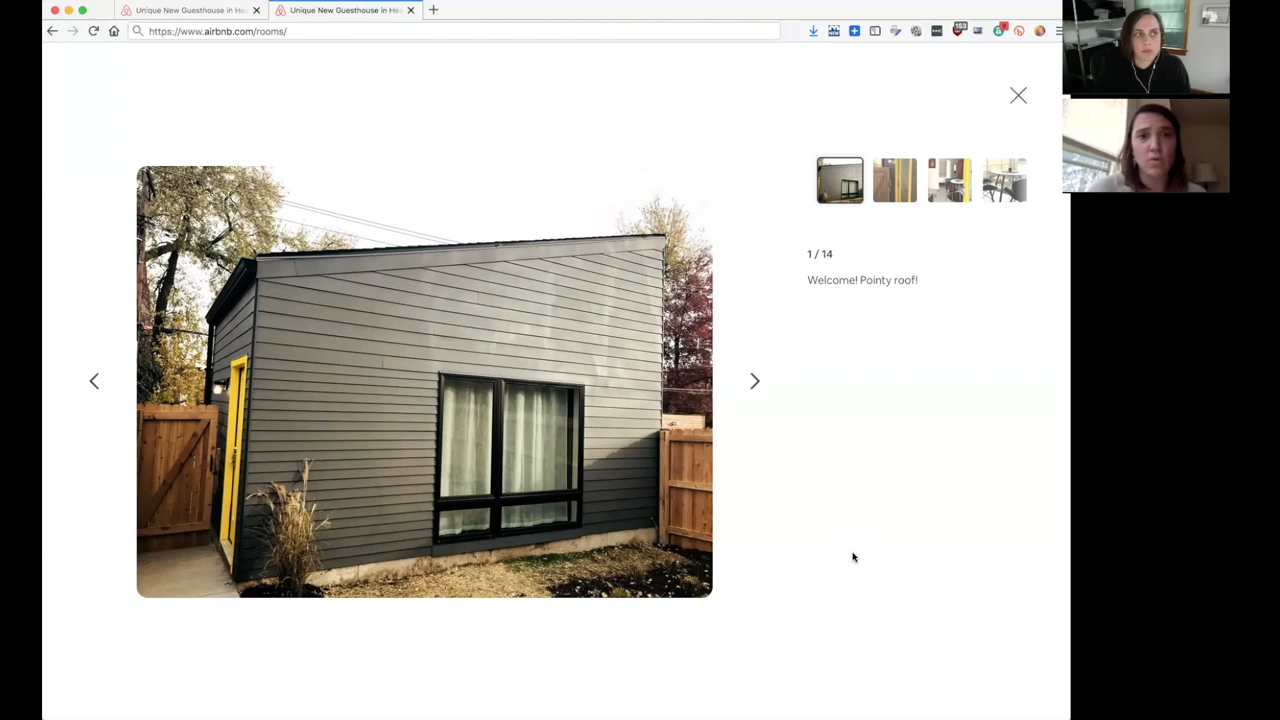 Unique New Guesthouse in He
Unique New Guesthouse in He
https://www.airbnb.com/rooms/
1 / 14
Welcome! Pointy roof!